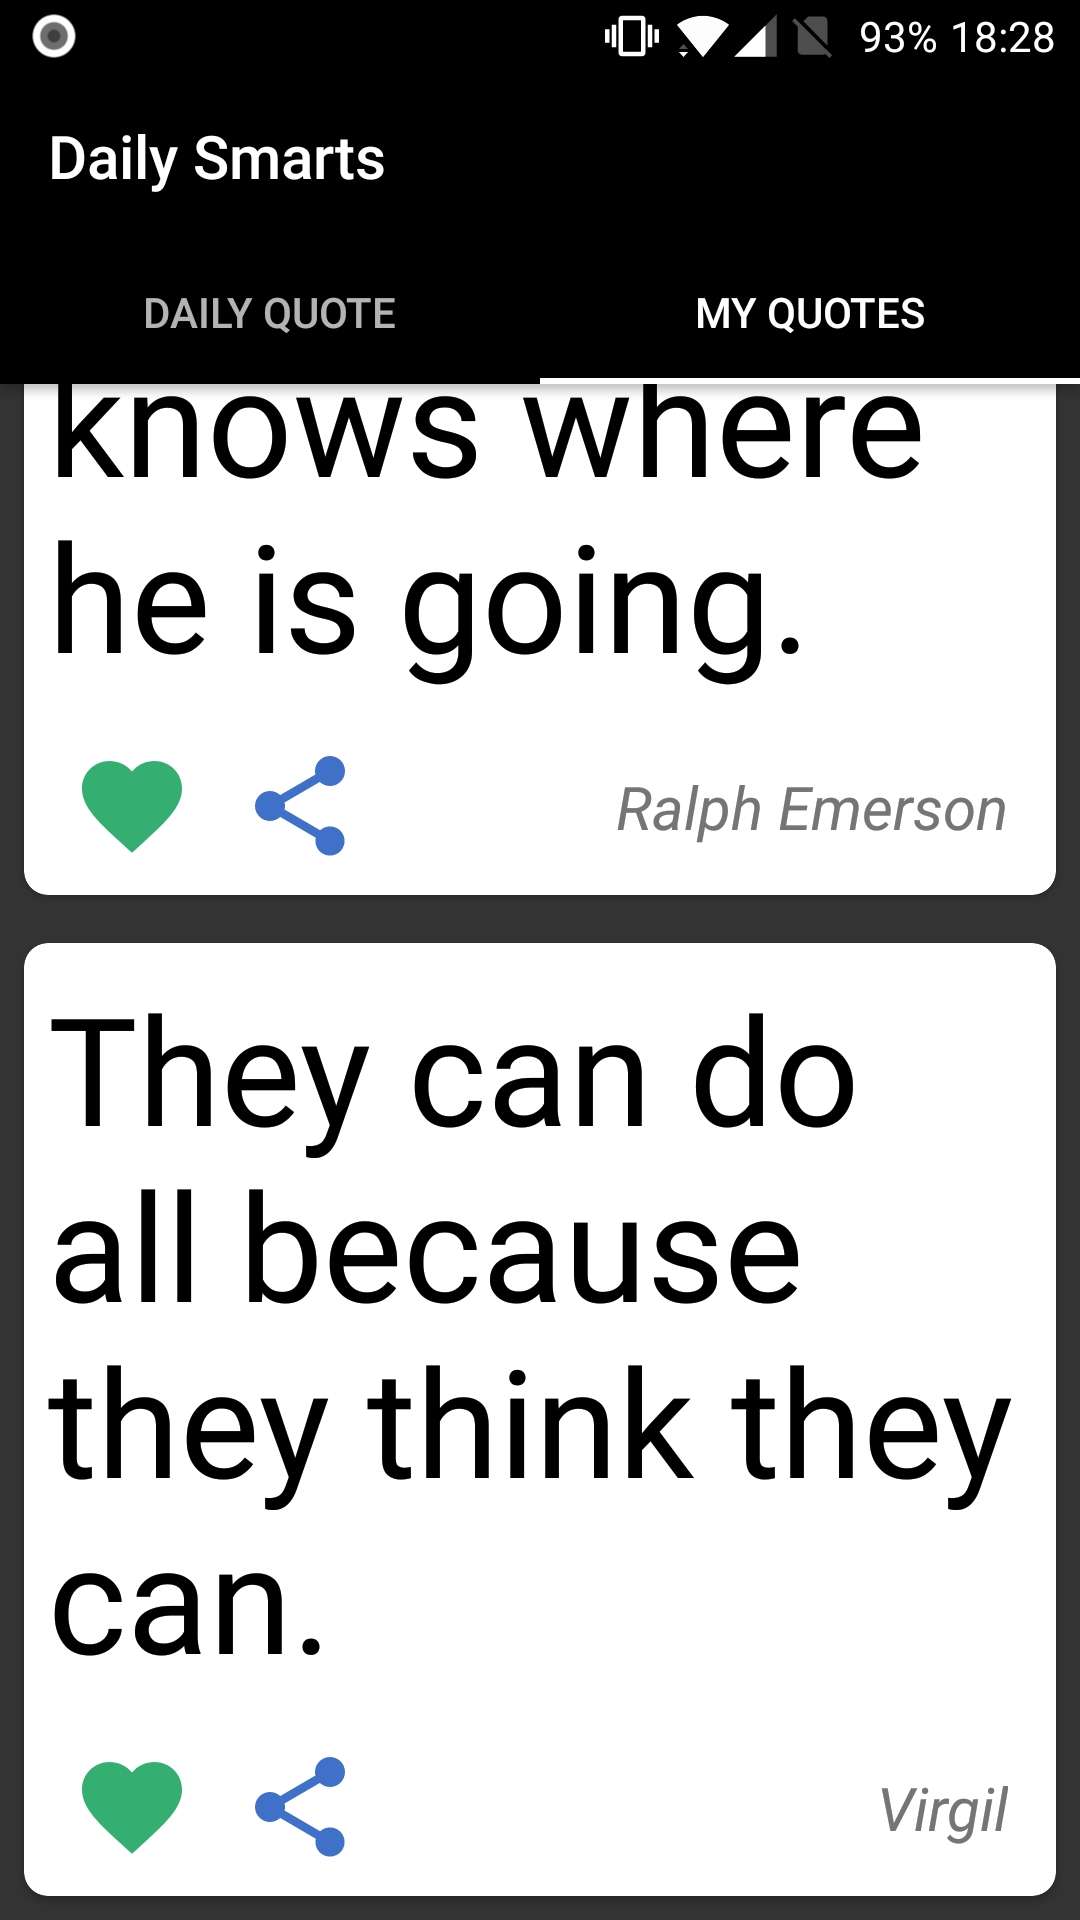 93% 18:28
Daily Smarts
DAILY QUOTE
MY QUOTES
knows where
he is going.
Ralph Emerson
They can do
all because
they think they
can.
Virgil